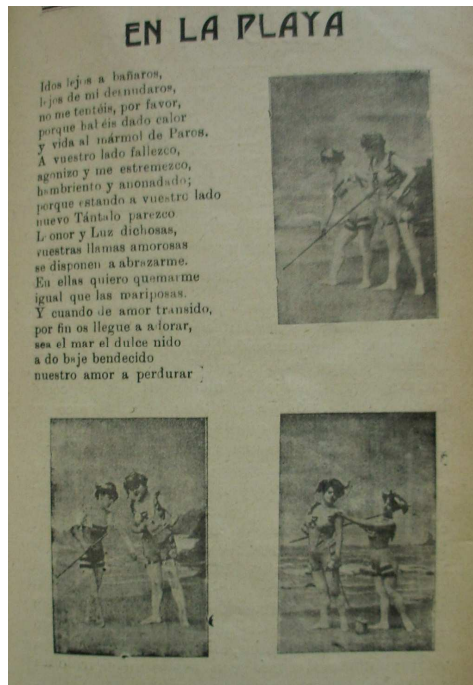 EN LA PLAYA
Idos lejos a bañaros,
lejos de mi desnudaros,
no me tentéis, por favor,
porque habéis dado calor
y vida al mármol de Paros.
A vuestro lado fallezco,
agonizo y me estremezco,
hambriento y anonadado;
porque estando a vuestro lado
nuevo Tántalo parezco
L onor y Luz dichosas,
vuestras llamas amorosas
se disponen a abrazarme.
En ellas quiero quemarme
igual que las mariposas.
Y cuando de amor transido,
por fin os llegue a adorar,
sea el mar el dulce nido
a do baje bendecido
nuestro amor a perdurar